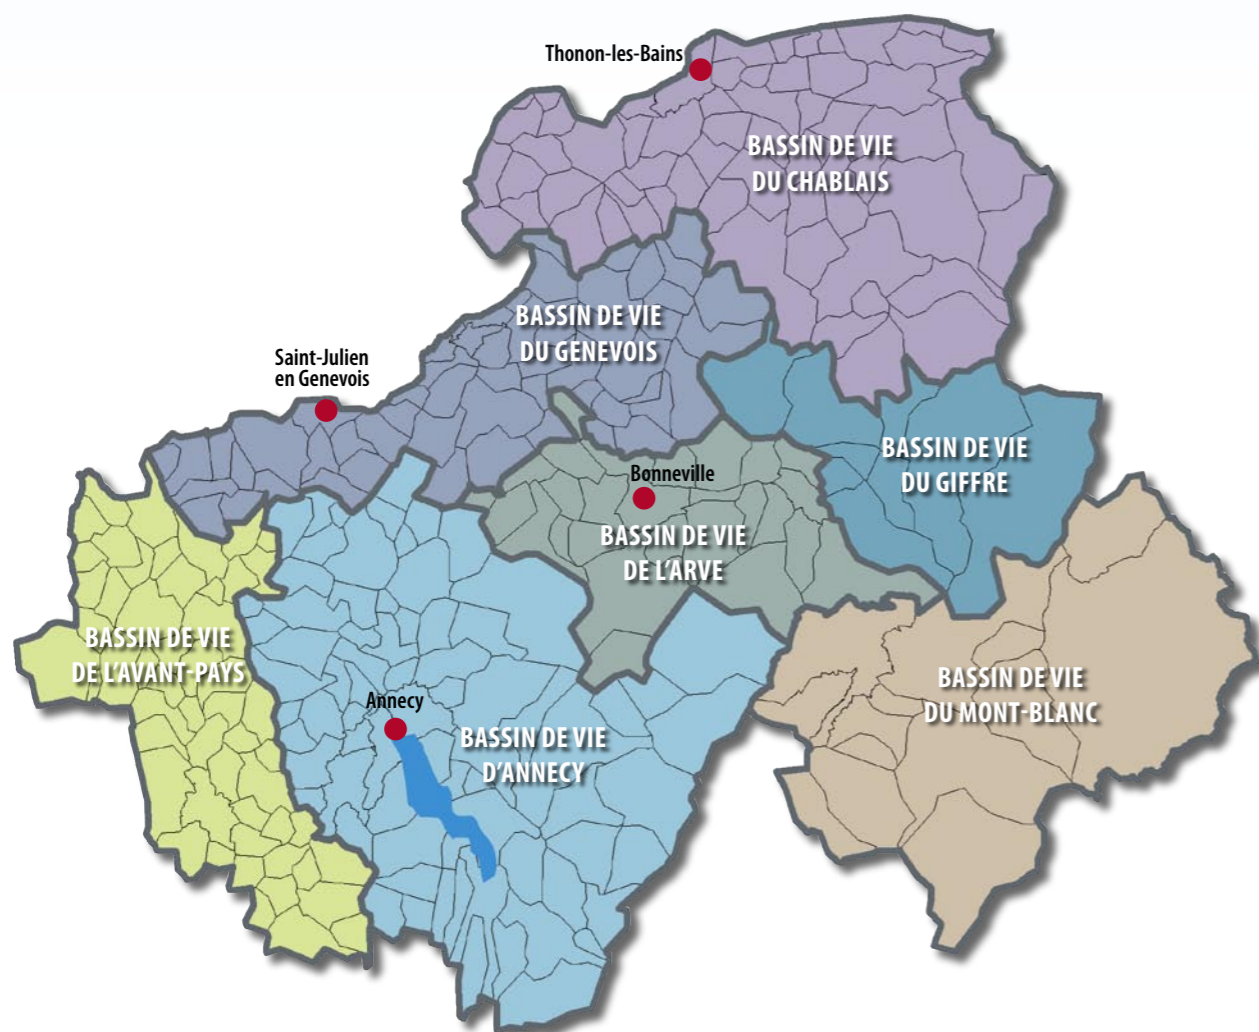 Thonon-les-Bains
BASSIN DE VIE
DU CHABLAIS
BASSIN DE VIE
DU GENEVOIS
Saint-Julien
en Genevois
BASSIN DE VIE
DU GIFFRE
Bonneville
BASSIN DE VIE
DE L'ARVE
BASSIN DE VIE
DE L'AVANT-PAYS
BASSIN DE VIE
DU MONT-BLANC
Annecy
BASSIN DE VIE
D'ANNECY